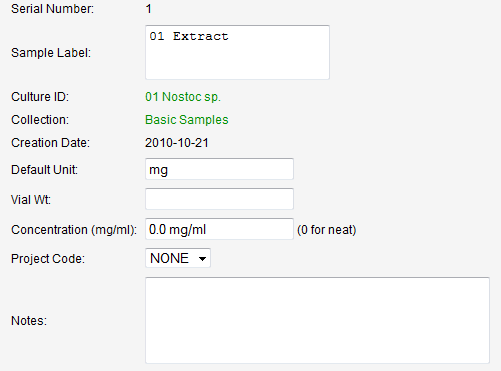 Serial Number: 1
Sample Label: 01 Extract
Culture ID: 01 Nostoc sp.
Collection: Basic Samples
Creation Date: 2010-10-21
Default Unit: mg
Vial Wt:
Concentration (mg/ml): 0.0 mg/ml (0 for neat)
Project Code: NONE
Notes: